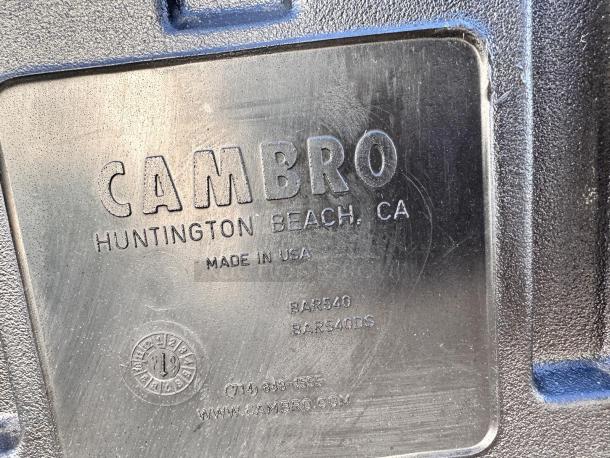 CAMBRO
HUNTINGTON BEACH, CA
MADE IN USA
BAR540
BAR540DS
WWW.CAMBRO.COM